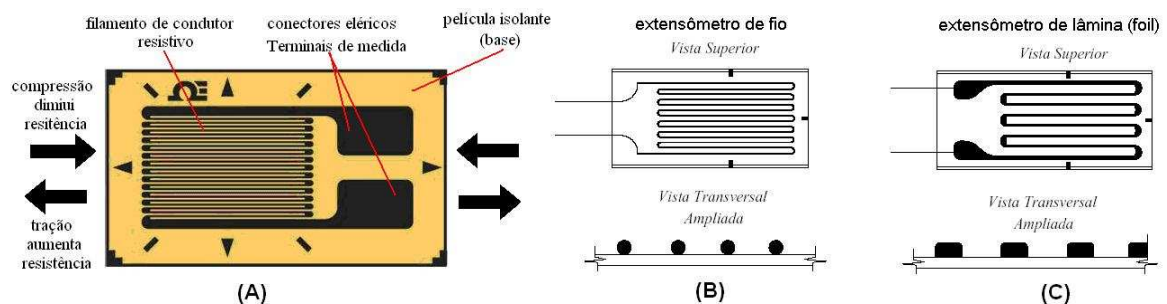 filamento de condutor
resistivo
conectores eléricos
Terminais de medida
película isolante
(base)
compressão
dimiui
resitência
tração
aumenta
resistência
(A)
extensômetro de fio
Vista Superior
Vista Transversal
Ampliada
(B)
extensômetro de lâmina (foil)
Vista Superior
Vista Transversal
Ampliada
(C)